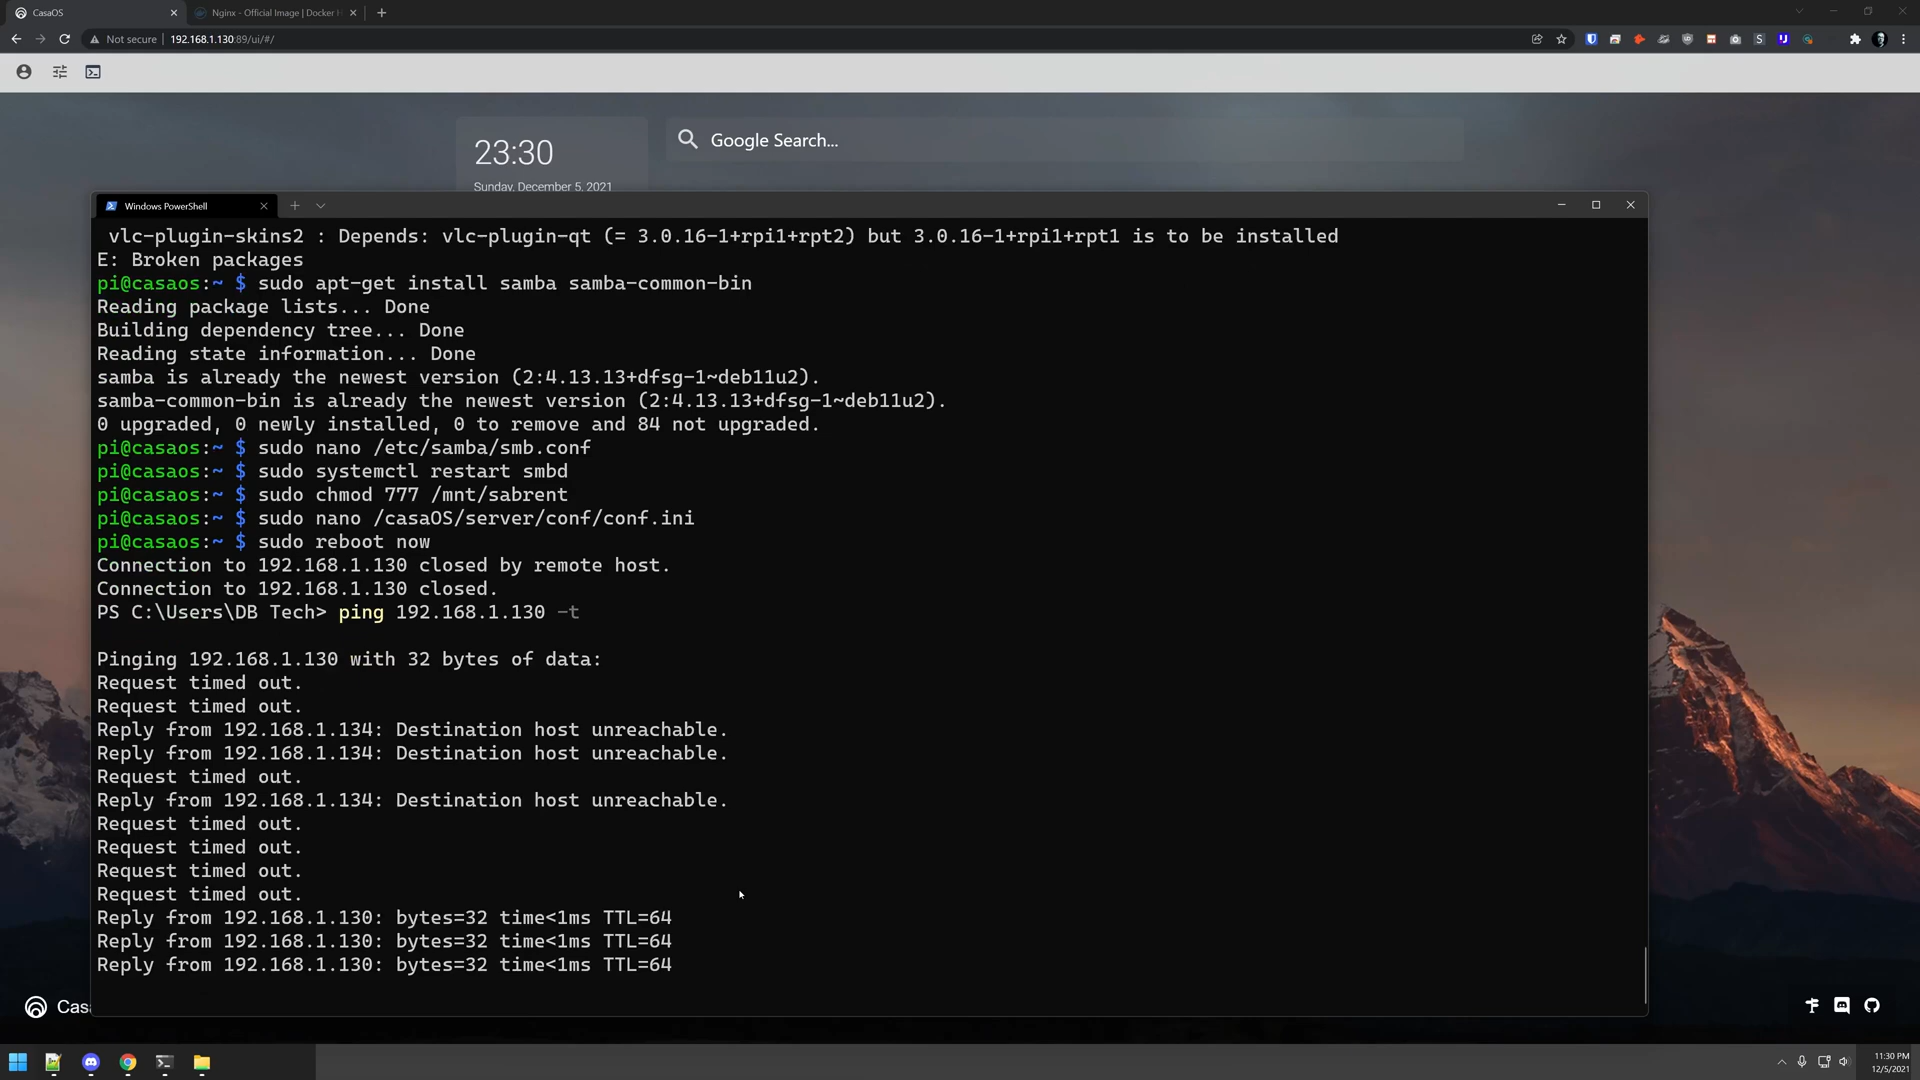 CasaOS
Nginx - Official Image | Docker H
Not secure
192.168.1.130:89/ui/#/
23:30
Google Search...
Sunday, December 5, 2021
Windows PowerShell
vlc-plugin-skins2 : Depends: vlc-plugin-qt (= 3.0.16-1+rpi1+rpt2) but 3.0.16-1+rpi1+rpt1 is to be installed
E: Broken packages
pi@casaos:~ $ sudo apt-get install samba samba-common-bin
Reading package lists... Done
Building dependency tree... Done
Reading state information... Done
samba is already the newest version (2:4.13.13+dfsg-1~deb11u2).
samba-common-bin is already the newest version (2:4.13.13+dfsg-1~deb11u2).
0 upgraded, 0 newly installed, 0 to remove and 84 not upgraded.
pi@casaos:~ $ sudo nano /etc/samba/smb.conf
pi@casaos:~ $ sudo systemctl restart smbd
pi@casaos:~ $ sudo chmod 777 /mnt/sabrent
pi@casaos:~ $ sudo nano /casaOS/server/conf/conf.ini
pi@casaos:~ $ sudo reboot now
Connection to 192.168.1.130 closed by remote host.
Connection to 192.168.1.130 closed.
PS C:\Users\DB Tech> ping 192.168.1.130 -t
Pinging 192.168.1.130 with 32 bytes of data:
Request timed out.
Request timed out.
Reply from 192.168.1.134: Destination host unreachable.
Reply from 192.168.1.134: Destination host unreachable.
Request timed out.
Reply from 192.168.1.134: Destination host unreachable.
Request timed out.
Request timed out.
Request timed out.
Request timed out.
Reply from 192.168.1.130: bytes=32 time<1ms TTL=64
Reply from 192.168.1.130: bytes=32 time<1ms TTL=64
Reply from 192.168.1.130: bytes=32 time<1ms TTL=64
Cas
11:30 PM
12/5/2021